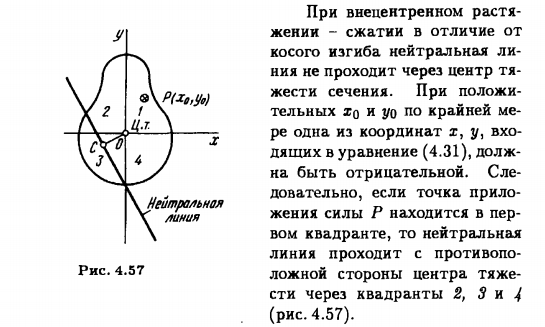 y
P(x₀,y₀)
2
1
Ц.т.
x
C
O
3
4
Нейтральная
линия
Рис. 4.57
При внецентренном растя-
жении – сжатии в отличие от
косого изгиба нейтральная ли-
ния не проходит через центр тя-
жести сечения. При положи-
тельных x₀ и y₀ по крайней ме-
ре одна из координат x, y, вхо-
дящих в уравнение (4.31), долж-
на быть отрицательной. Сле-
довательно, если точка прило-
жения силы P находится в пер-
вом квадранте, то нейтральная
линия проходит с противопо-
ложной стороны центра тяже-
сти через квадранты 2, 3 и 4
(рис. 4.57).